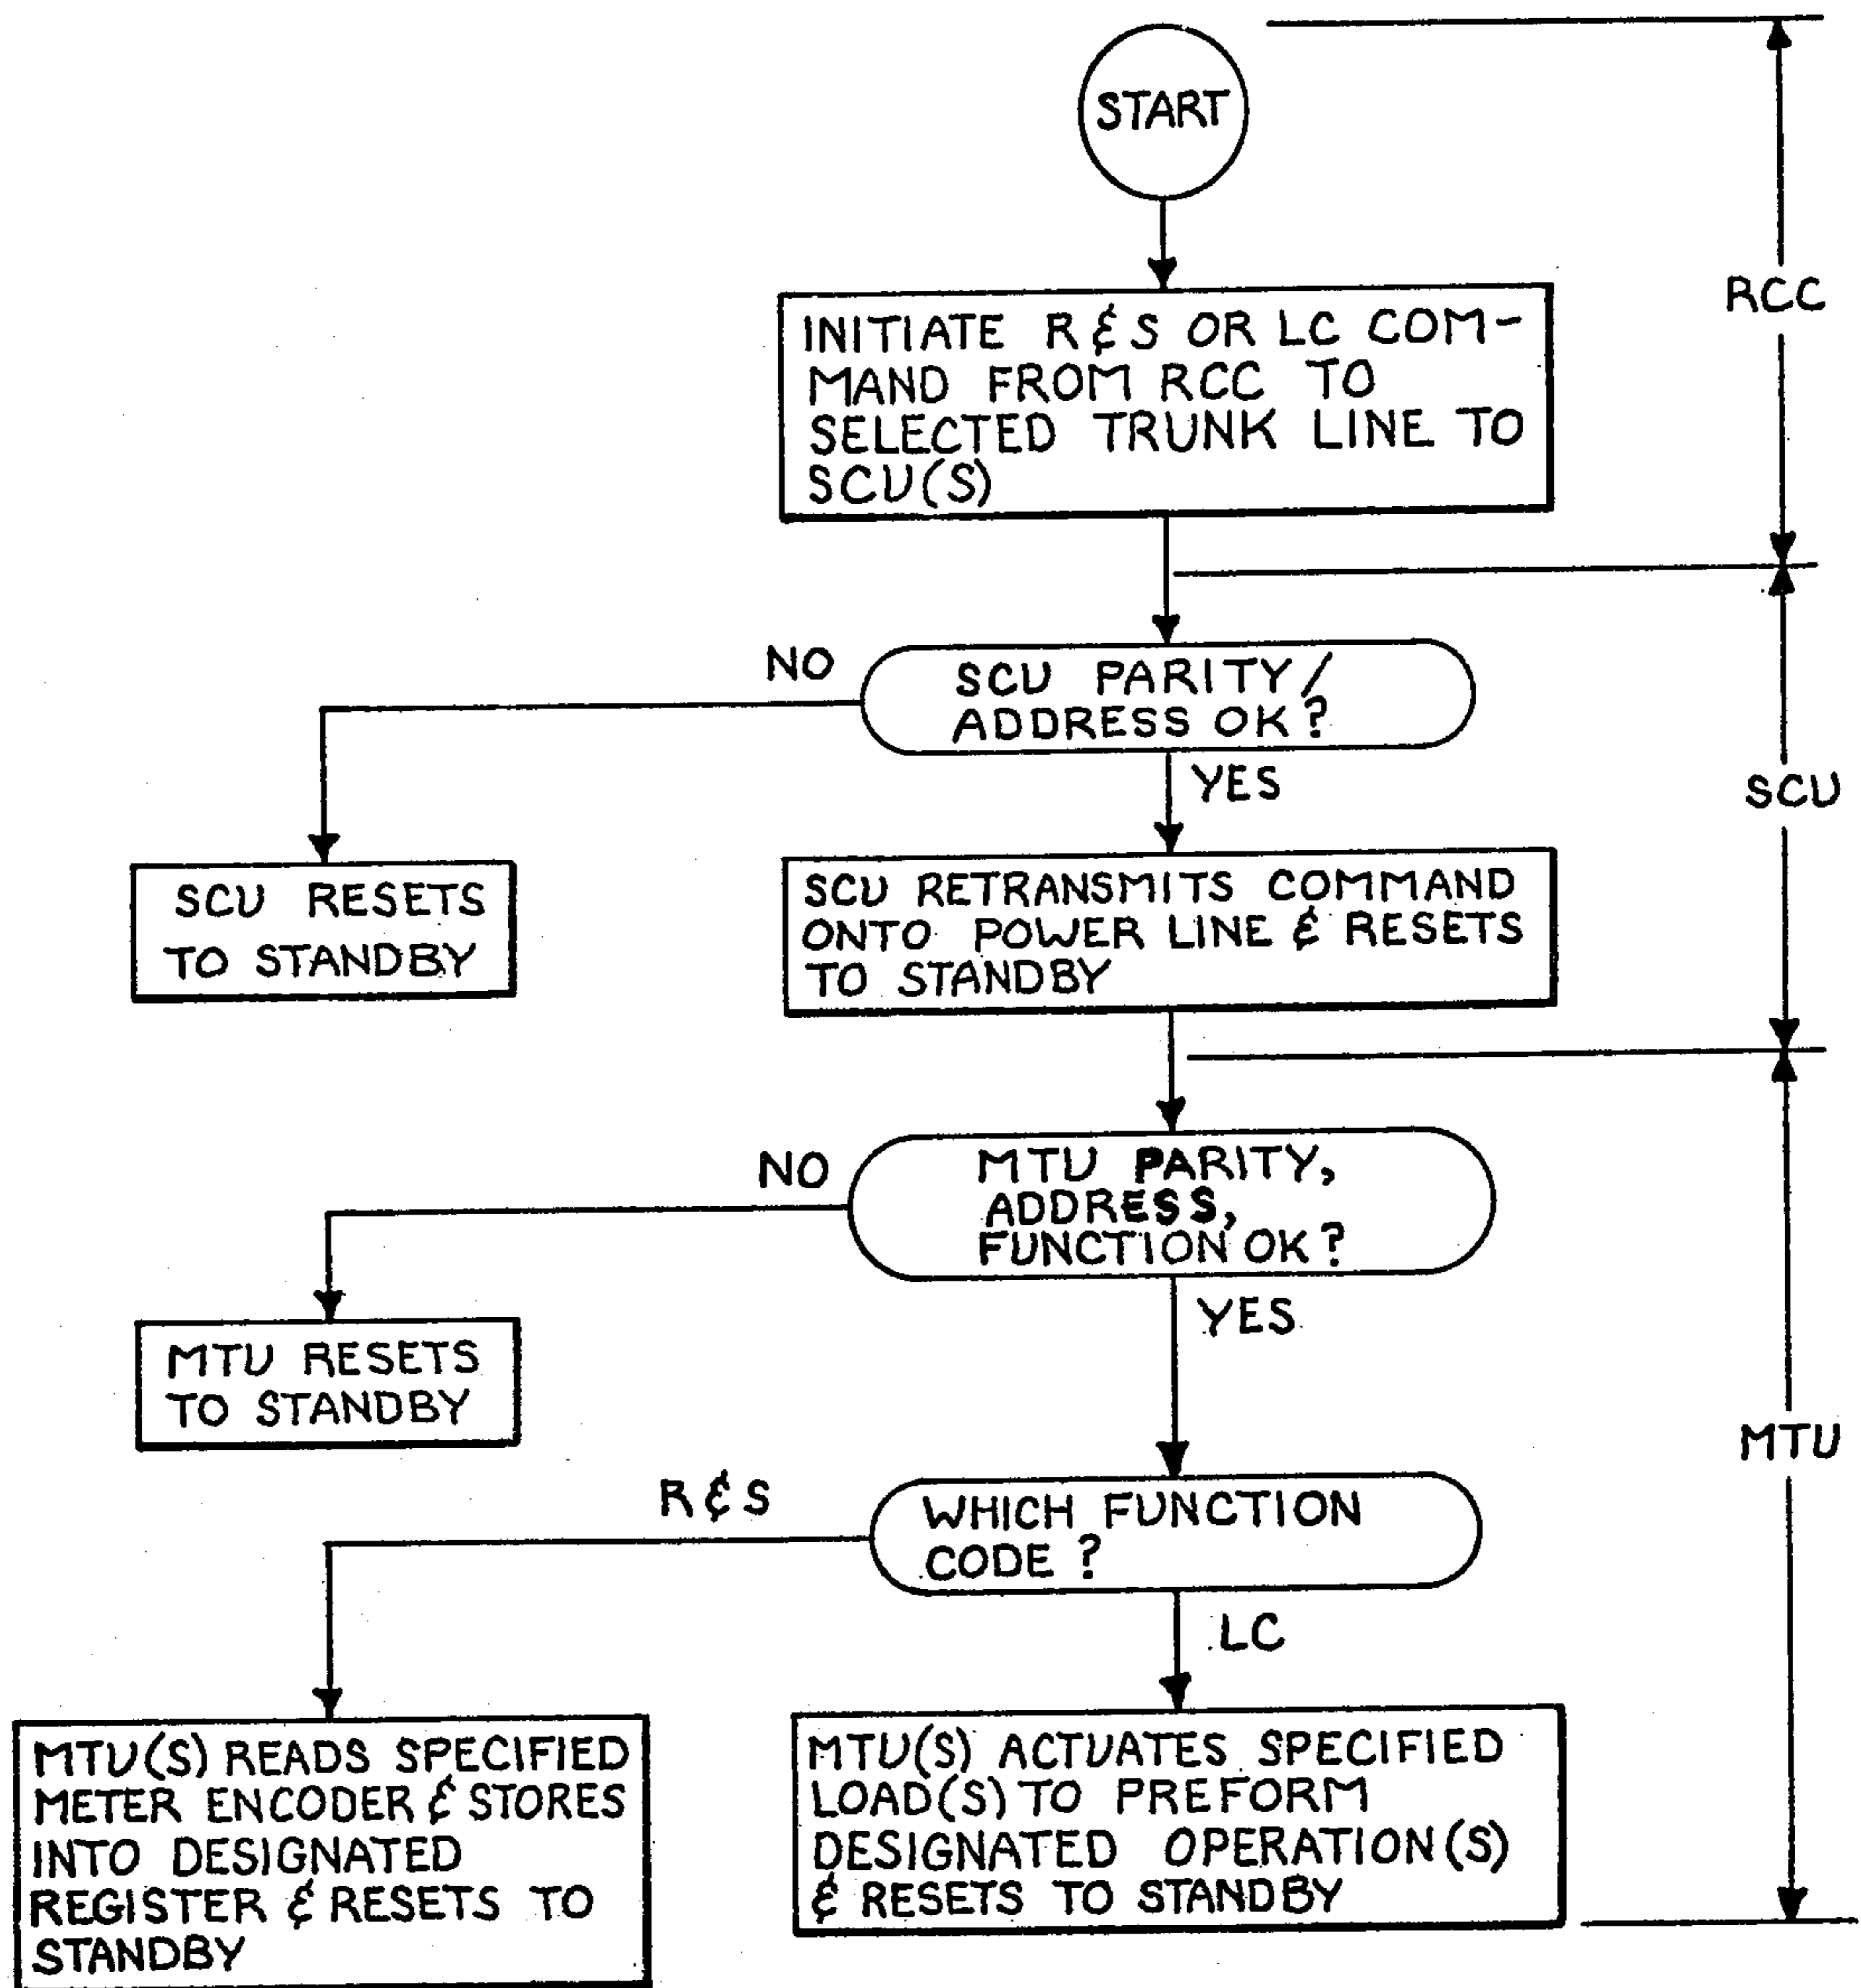 START
RCC
INITIATE R & S OR LC COM-
MAND FROM RCC TO
SELECTED TRUNK LINE TO
SCU(S)
NO
SCU PARITY/
ADDRESS OK?
YES
SCU
SCU RESETS
TO STANDBY
SCU RETRANSMITS COMMAND
ONTO POWER LINE & RESETS
TO STANDBY
NO
MTU PARITY,
ADDRESS,
FUNCTION OK?
YES
MTU RESETS
TO STANDBY
MTU
R & S
WHICH FUNCTION
CODE?
LC
MTU(S) READS SPECIFIED
METER ENCODER & STORES
INTO DESIGNATED
REGISTER & RESETS TO
STANDBY
MTU(S) ACTUATES SPECIFIED
LOAD(S) TO PREFORM
DESIGNATED OPERATION(S)
& RESETS TO STANDBY